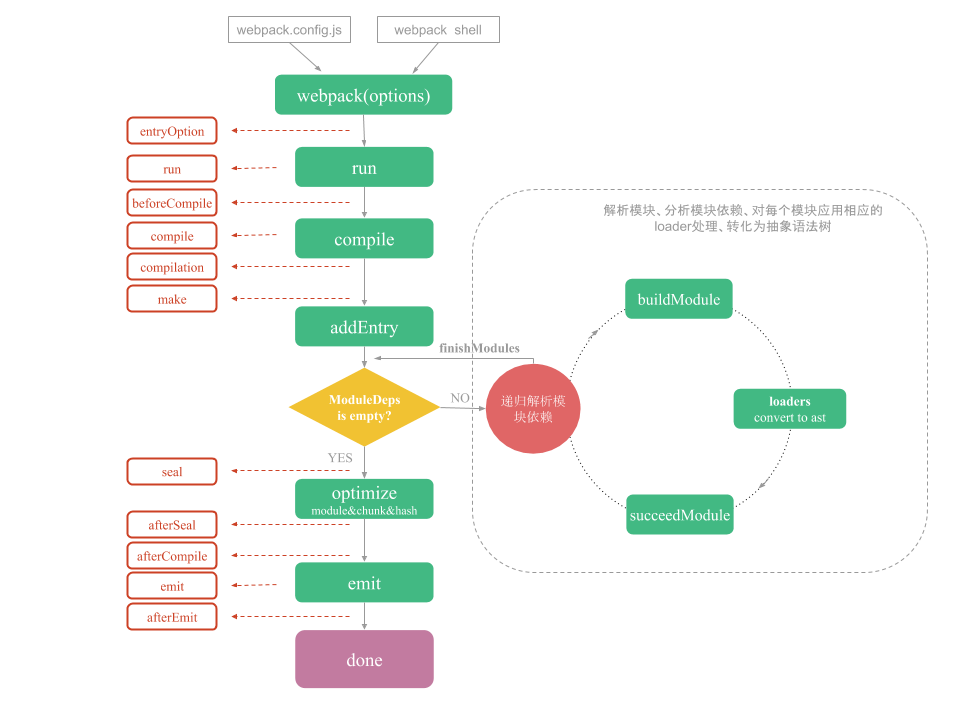 webpack.config.js
webpack shell
webpack(options)
entryOption
run
run
beforeCompile
compile
compile
compilation
make
addEntry
finishModules
ModuleDeps
is empty?
NO
YES
递归解析模
块依赖
解析模块、分析模块依赖、对每个模块应用相应的
loader处理、转化为抽象语法树
buildModule
loaders
convert to ast
succeedModule
seal
optimize
module&chunk&hash
afterSeal
afterCompile
emit
emit
afterEmit
done